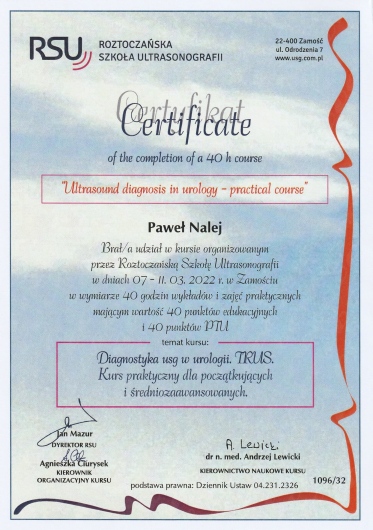 RSU ROZTOCZAŃSKA
SZKOŁA ULTRASONOGRAFII
22-400 Zamość
ul. Odrodzenia 7
www.usg.com.pl
Certyfikat
Certificate
of the completion of a 40 h course
"Ultrasound diagnosis in urology – practical course"
Paweł Nalej
Brał/a udział w kursie organizowanym
przez Roztoczańską Szkołę Ultrasonografii
w dniach 07 - 11. 03. 2022 r. w Zamościu
w wymiarze 40 godzin wykładów i zajęć praktycznych
mającym wartość 40 punktów edukacyjnych
i 40 punktów PTU
temat kursu:
Diagnostyka usg w urologii. TRUS.
Kurs praktyczny dla początkujących
i średniozaawansowanych.
Jan Mazur
DYREKTOR RSU
Agnieszka Ciurysek
KIEROWNIK
ORGANIZACYJNY KURSU
A. Lewicki
dr n. med. Andrzej Lewicki
KIEROWNICTWO NAUKOWE KURSU
1096/32
podstawa prawna: Dziennik Ustaw 04.231.2326